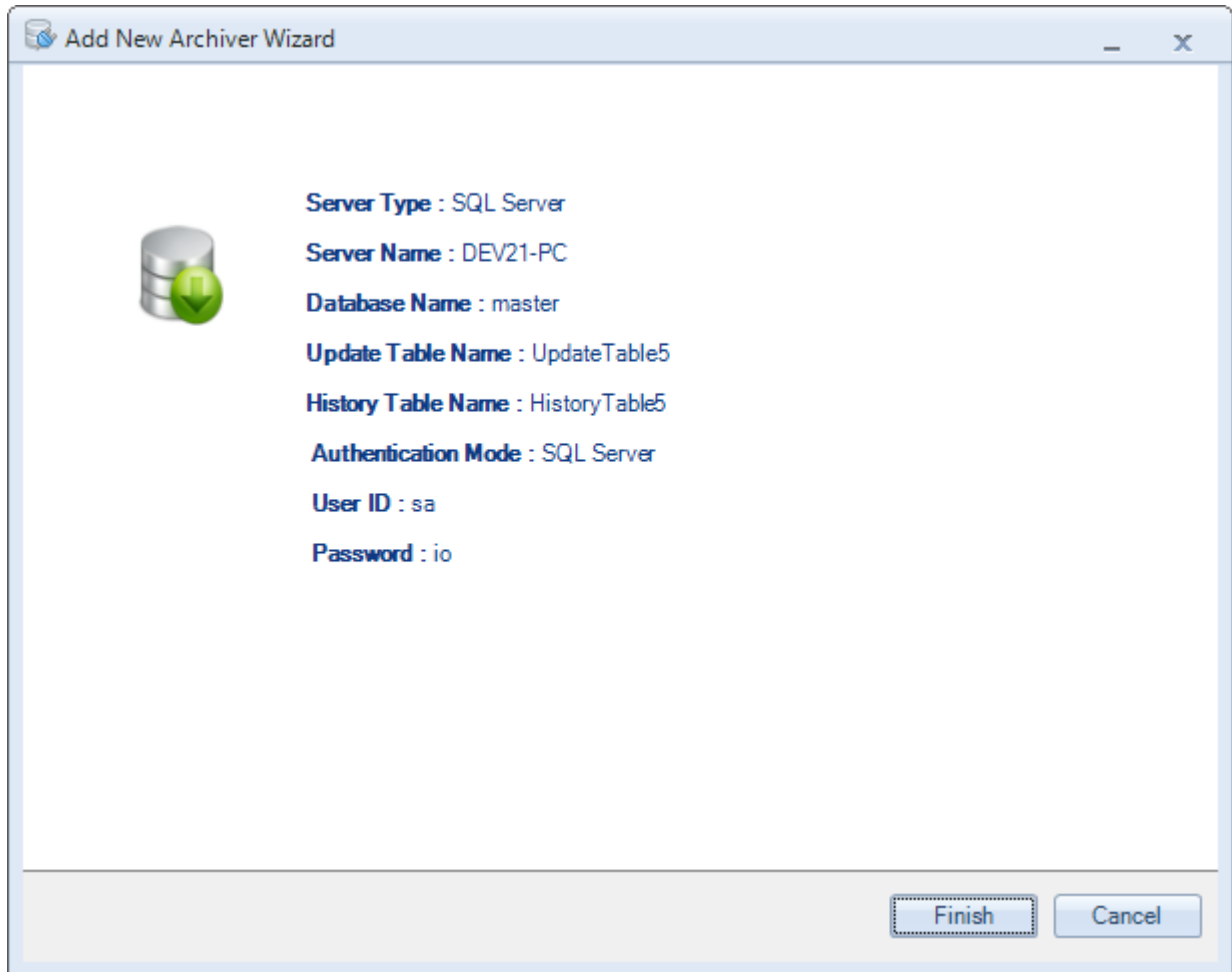 Add New Archiver Wizard
Server Type : SQL Server
Server Name : DEV21-PC
Database Name : master
Update Table Name : UpdateTable5
History Table Name : HistoryTable5
Authentication Mode : SQL Server
User ID : sa
Password : io
Finish Cancel